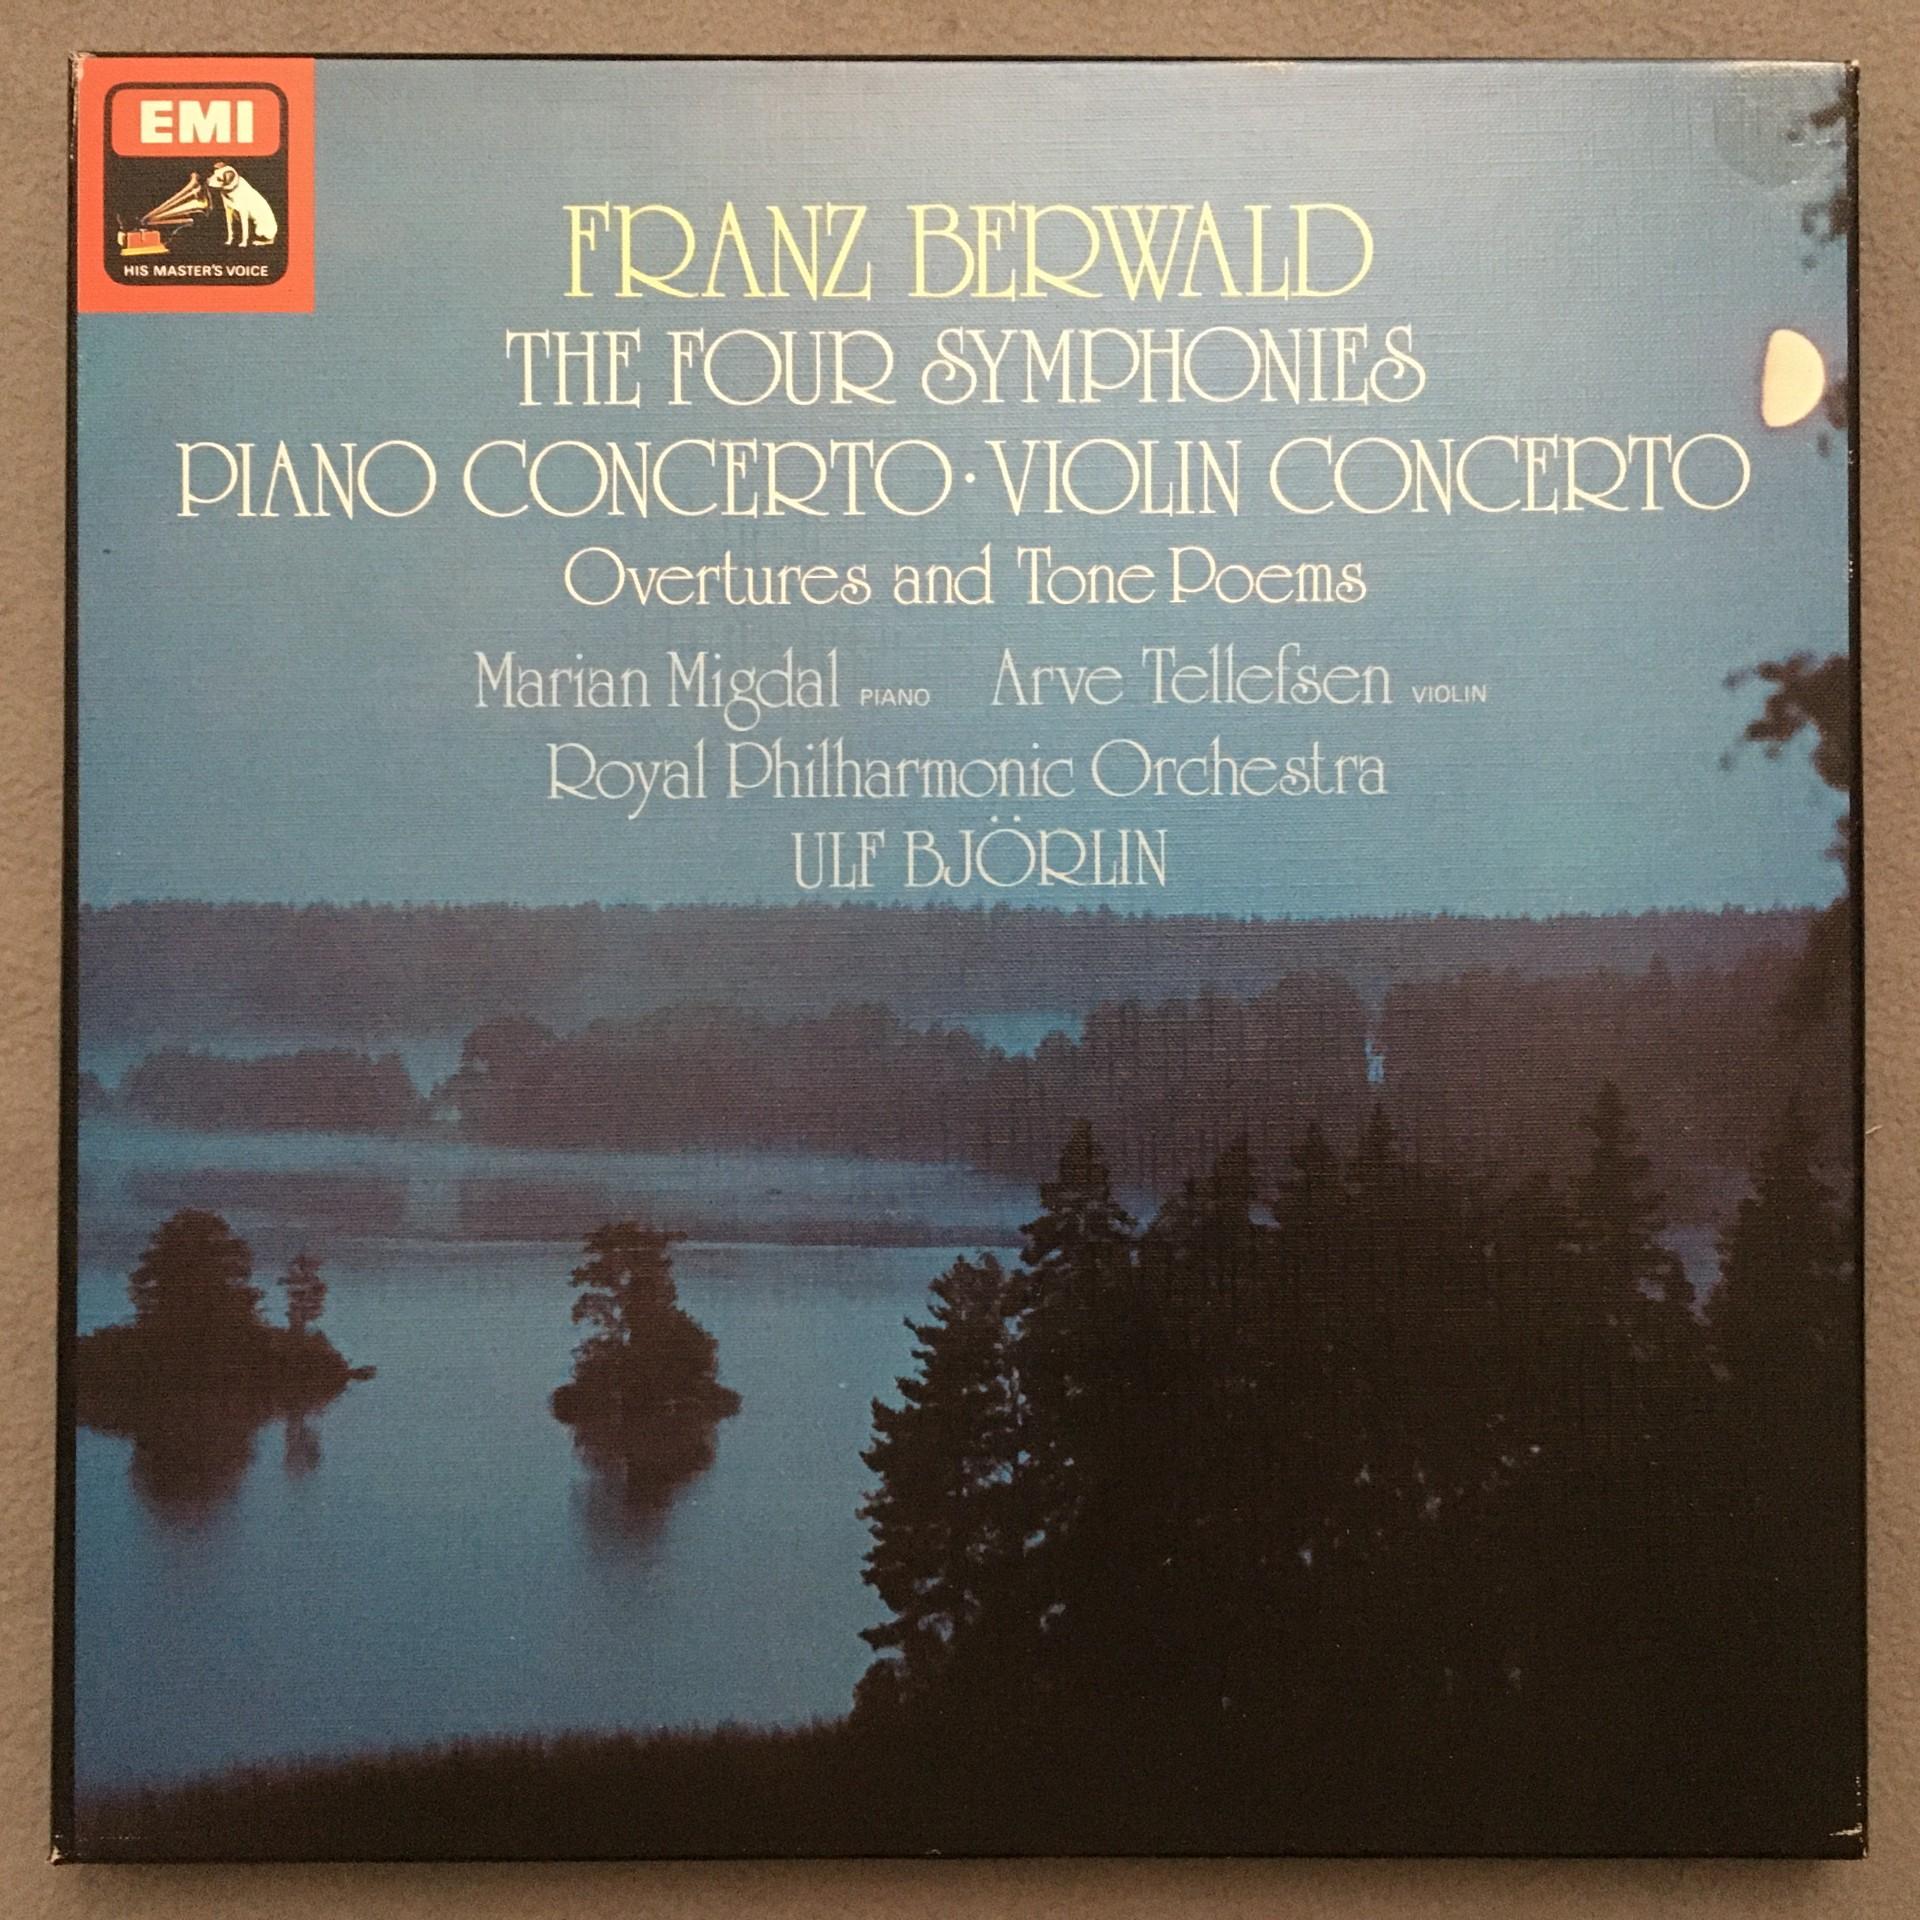 EMI
HIS MASTER'S VOICE
FRANZ BERWALD
THE FOUR SYMPHONIES
PIANO CONCERTO · VIOLIN CONCERTO
Overtures and Tone Poems
Marian Migdal PIANO Arve Tellefsen VIOLIN
Royal Philharmonic Orchestra
ULF BJÖRLIN